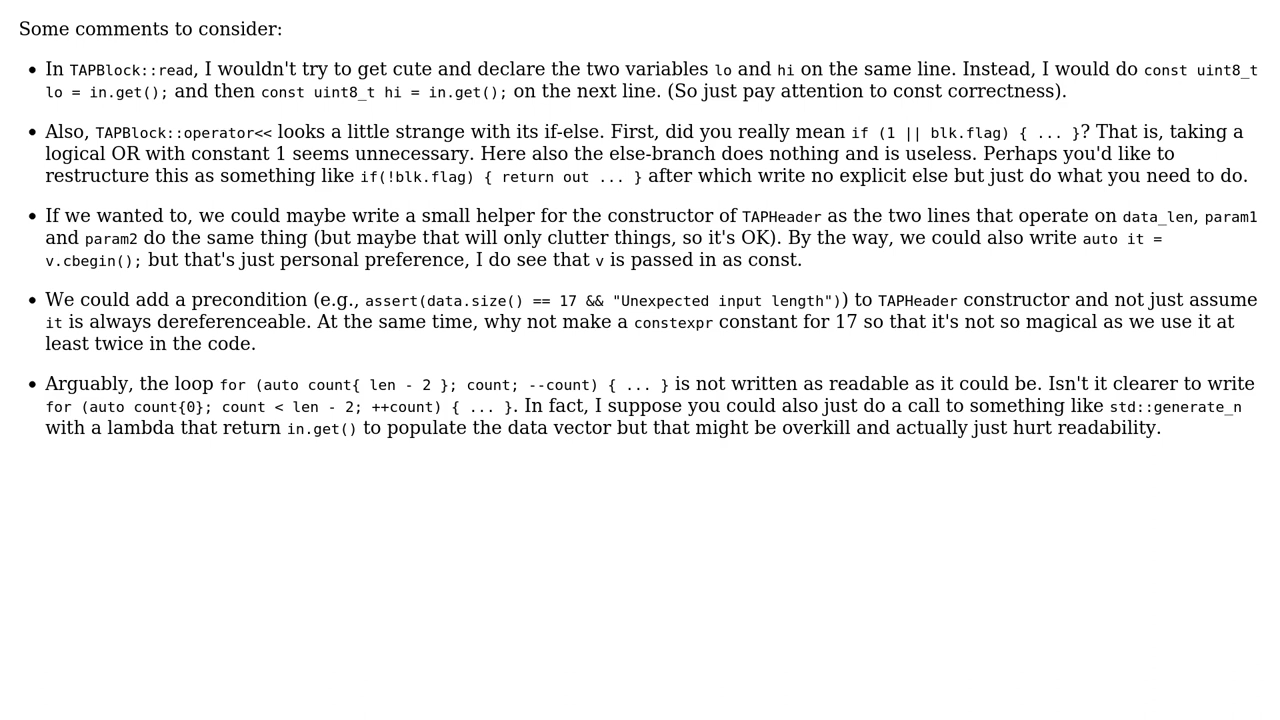 Some comments to consider:
• In TAPBlock::read, I wouldn't try to get cute and declare the two variables lo and hi on the same line. Instead, I would do const uint8_t
lo = in.get(); and then const uint8_t hi = in.get(); on the next line. (So just pay attention to const correctness).
• Also, TAPBlock::operator<< looks a little strange with its if-else. First, did you really mean if (1 || blk.flag) { ... }? That is, taking a
logical OR with constant 1 seems unnecessary. Here also the else-branch does nothing and is useless. Perhaps you'd like to
restructure this as something like if(!blk.flag) { return out ... } after which write no explicit else but just do what you need to do.
• If we wanted to, we could maybe write a small helper for the constructor of TAPHeader as the two lines that operate on data_len, param1
and param2 do the same thing (but maybe that will only clutter things, so it's OK). By the way, we could also write auto it =
v.cbegin(); but that's just personal preference, I do see that v is passed in as const.
• We could add a precondition (e.g., assert(data.size() == 17 && "Unexpected input length")) to TAPHeader constructor and not just assume
it is always dereferenceable. At the same time, why not make a constexpr constant for 17 so that it's not so magical as we use it at
least twice in the code.
• Arguably, the loop for (auto count{ len - 2 }; count; --count) { ... } is not written as readable as it could be. Isn't it clearer to write
for (auto count{0}; count < len - 2; ++count) { ... }. In fact, I suppose you could also just do a call to something like std::generate_n
with a lambda that return in.get() to populate the data vector but that might be overkill and actually just hurt readability.